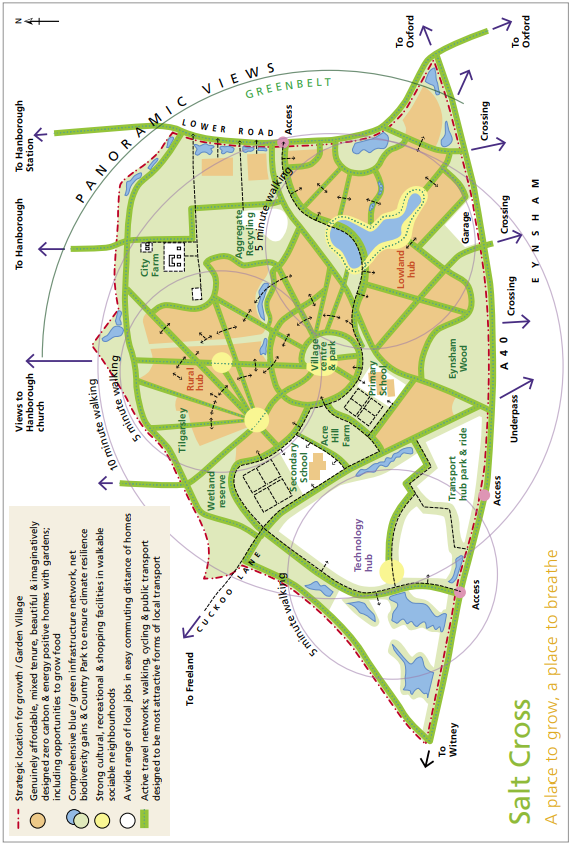 N
To Hanborough
Station
To Hanborough
Views to
Hanborough
church
To Freeland
To
Oxford
To
Oxford
To
Witney
PANORAMIC VIEWS
GREENBELT
LOWER ROAD
Access
Crossing
Crossing
Crossing
Underpass
Access
Access
EYNSHAM
A40
Garage
CUCKOO LANE
10 minute walking
5 minute walking
5 minute walking
5 minute walking
City
Farm
Aggregate
Recycling
Lowland
hub
Rural
hub
Village
centre
& park
Tilgarsley
Primary
School
Eynsham
Wood
Acre
Hill
Farm
Secondary
School
Wetland
reserve
Technology
hub
Transport
hub park & ride
Strategic location for growth / Garden Village
Genuinely affordable, mixed tenure, beautiful & imaginatively
designed zero carbon & energy positive homes with gardens;
including opportunities to grow food
Comprehensive blue / green infrastructure network, net
biodiversity gains & Country Park to ensure climate resilience
Strong cultural, recreational & shopping facilities in walkable
sociable neighbourhoods
A wide range of local jobs in easy commuting distance of homes
Active travel networks; walking, cycling & public transport
designed to be most attractive forms of local transport
Salt Cross
A place to grow, a place to breathe